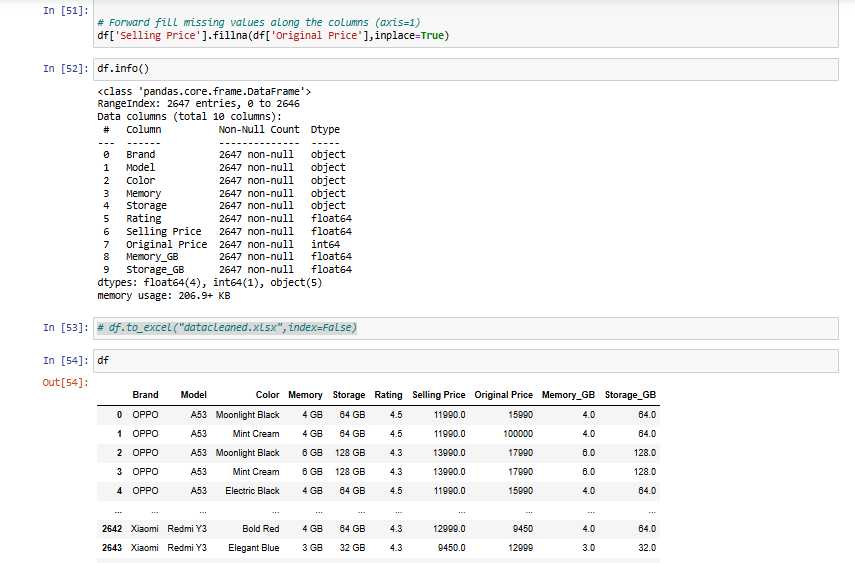 In [51]:
# Forward fill missing values along the columns (axis=1)
df['Selling Price'].fillna(df['Original Price'],inplace=True)
In [52]: df.info()
<class 'pandas.core.frame.DataFrame'>
RangeIndex: 2647 entries, 0 to 2646
Data columns (total 10 columns):
 #   Column          Non-Null Count  Dtype
---  ------          --------------  -----
 0   Brand           2647 non-null   object
 1   Model           2647 non-null   object
 2   Color           2647 non-null   object
 3   Memory          2647 non-null   object
 4   Storage         2647 non-null   object
 5   Rating          2647 non-null   float64
 6   Selling Price   2647 non-null   float64
 7   Original Price  2647 non-null   int64
 8   Memory_GB       2647 non-null   float64
 9   Storage_GB      2647 non-null   float64
dtypes: float64(4), int64(1), object(5)
memory usage: 206.9+ KB
In [53]: # df.to_excel("datacleaned.xlsx",index=False)
In [54]: df
Out[54]:
Brand Model Color Memory Storage Rating Selling Price Original Price Memory_GB Storage_GB
0 OPPO A53 Moonlight Black 4 GB 64 GB 4.5 11990.0 15990 4.0 64.0
1 OPPO A53 Mint Cream 4 GB 64 GB 4.5 11990.0 100000 4.0 64.0
2 OPPO A53 Moonlight Black 6 GB 128 GB 4.3 13990.0 17990 6.0 128.0
3 OPPO A53 Mint Cream 6 GB 128 GB 4.3 13990.0 17990 6.0 128.0
4 OPPO A53 Electric Black 4 GB 64 GB 4.5 11990.0 15990 4.0 64.0
... ... ... ... ... ... ... ... ... ... ...
2642 Xiaomi Redmi Y3 Bold Red 4 GB 64 GB 4.3 12999.0 9450 4.0 64.0
2643 Xiaomi Redmi Y3 Elegant Blue 3 GB 32 GB 4.3 9450.0 12999 3.0 32.0